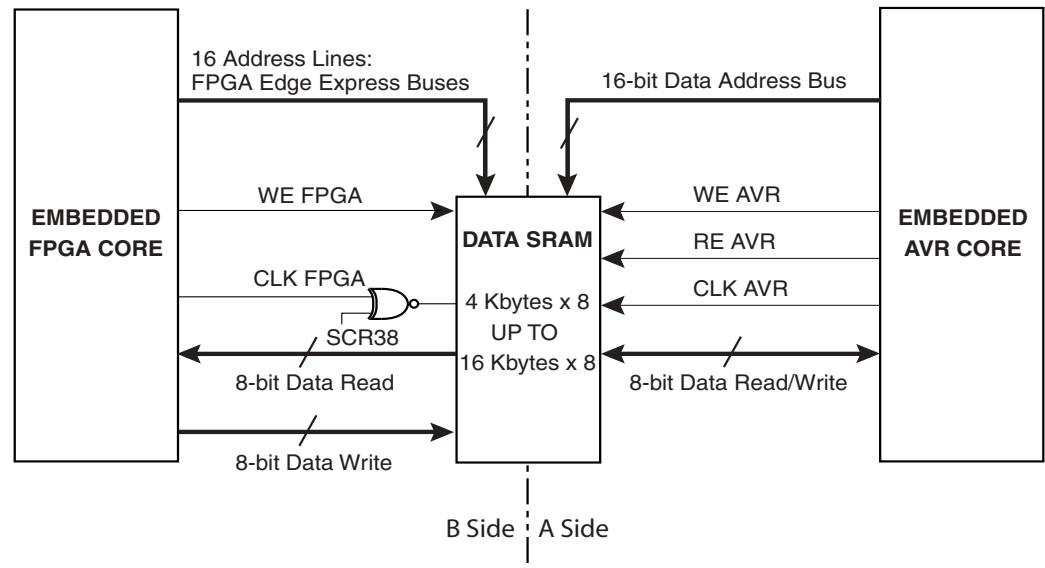 16 Address Lines:
FPGA Edge Express Buses
16-bit Data Address Bus
EMBEDDED
FPGA CORE
WE FPGA
CLK FPGA
SCR38
8-bit Data Read
8-bit Data Write
DATA SRAM
4 Kbytes x 8
UP TO
16 Kbytes x 8
WE AVR
RE AVR
CLK AVR
8-bit Data Read/Write
EMBEDDED
AVR CORE
B Side
A Side